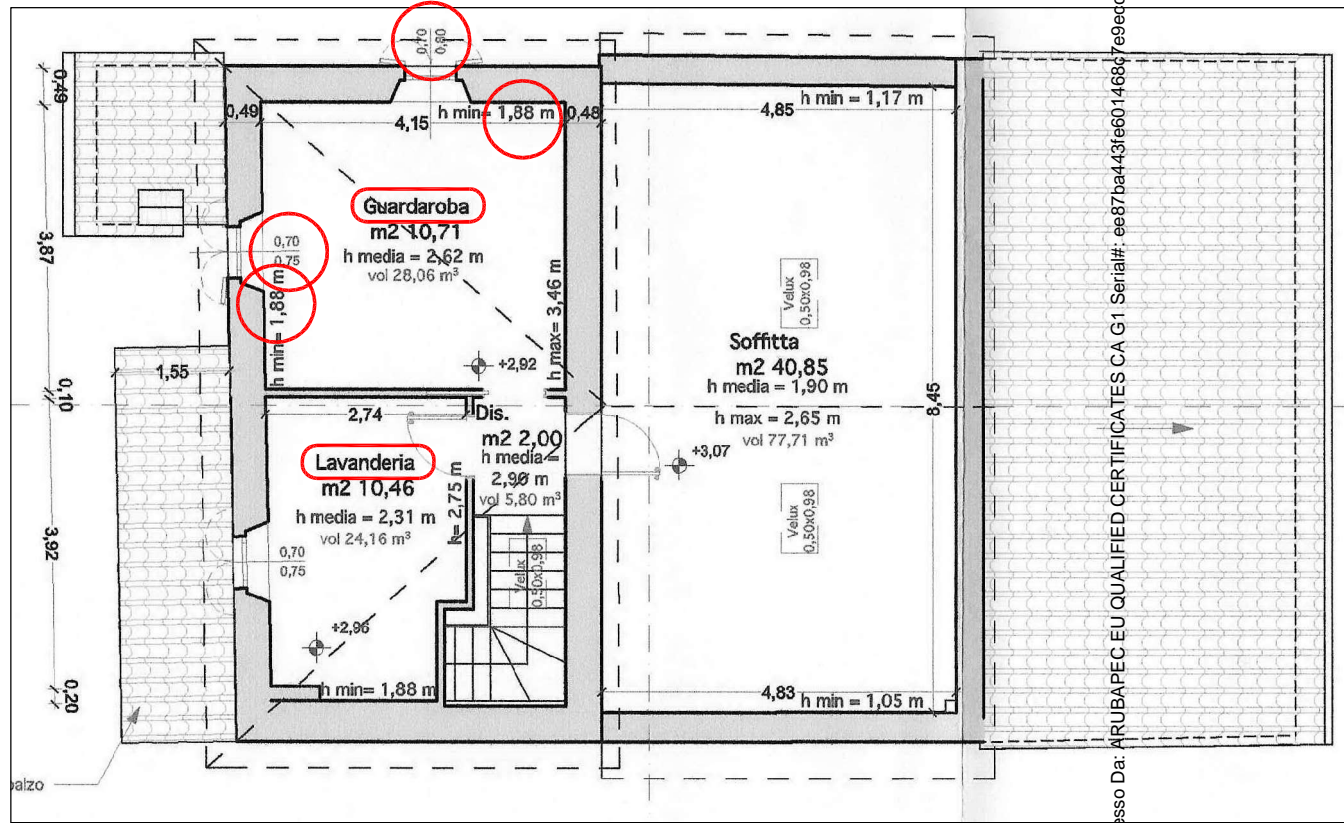 0,70
0,80
h min = 1,17 m
0,49
0,49
h min= 1,88 m
0,48
4,15
4,85
Guardaroba
m2 10,71
h media = 2,62 m
vol 28,06 m³
0,70
0,75
h min= 1,88 m
h max= 3,46 m
+2,92
3,87
Velux
0,50x0,98
Soffitta
m2 40,85
h media = 1,90 m
h max = 2,65 m
vol 77,71 m³
8,45
1,55
0,10
2,74
Dis.
m2 2,00
h media =
2,90 m
vol 5,80 m³
+3,07
Lavanderia
m2 10,46
h media = 2,31 m
vol 24,16 m³
h= 2,75 m
3,92
0,70
0,75
Velux
0,50x0,98
Velux
0,50x0,98
+2,96
h min= 1,88 m
0,20
4,83
h min = 1,05 m
balzo
esso Da: ARUBAPEC EU QUALIFIED CERTIFICATES CA G1 Serial#: ee87ba443fe601468c7e9ecc